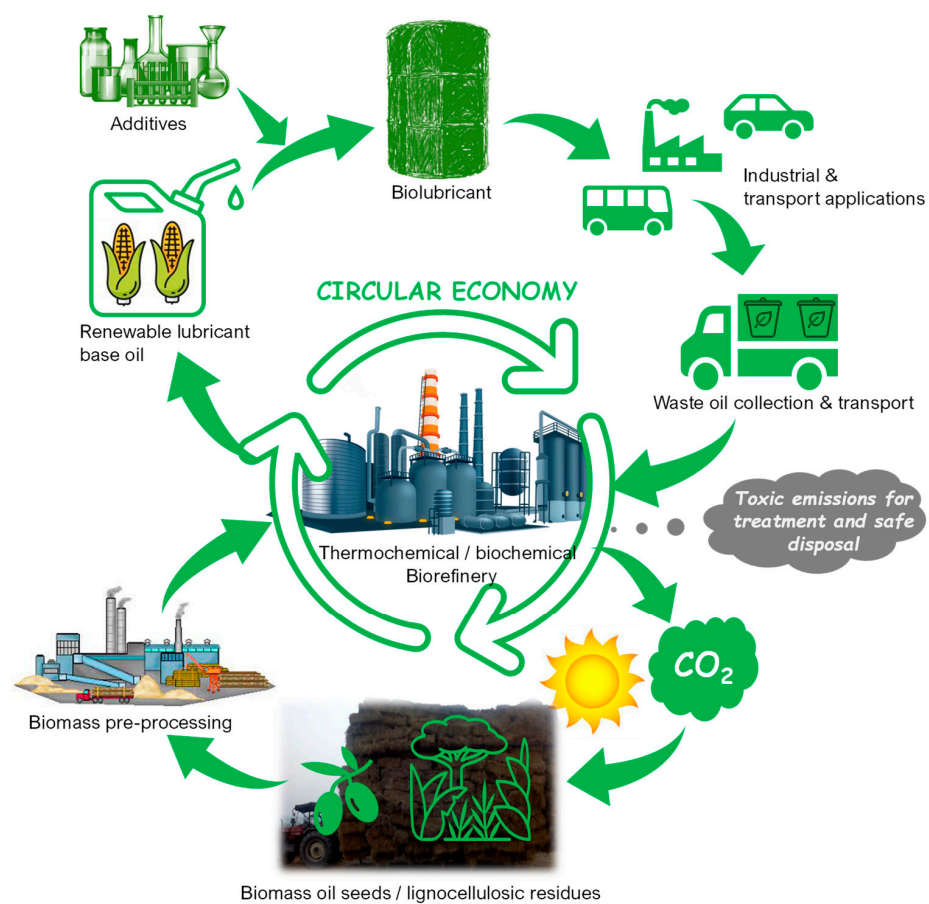 Additives
Biolubricant
Industrial &
transport applications
Renewable lubricant
base oil
CIRCULAR ECONOMY
Waste oil collection & transport
Toxic emissions for
treatment and safe
disposal
Thermochemical / biochemical
Biorefinery
CO₂
Biomass pre-processing
Biomass oil seeds / lignocellulosic residues